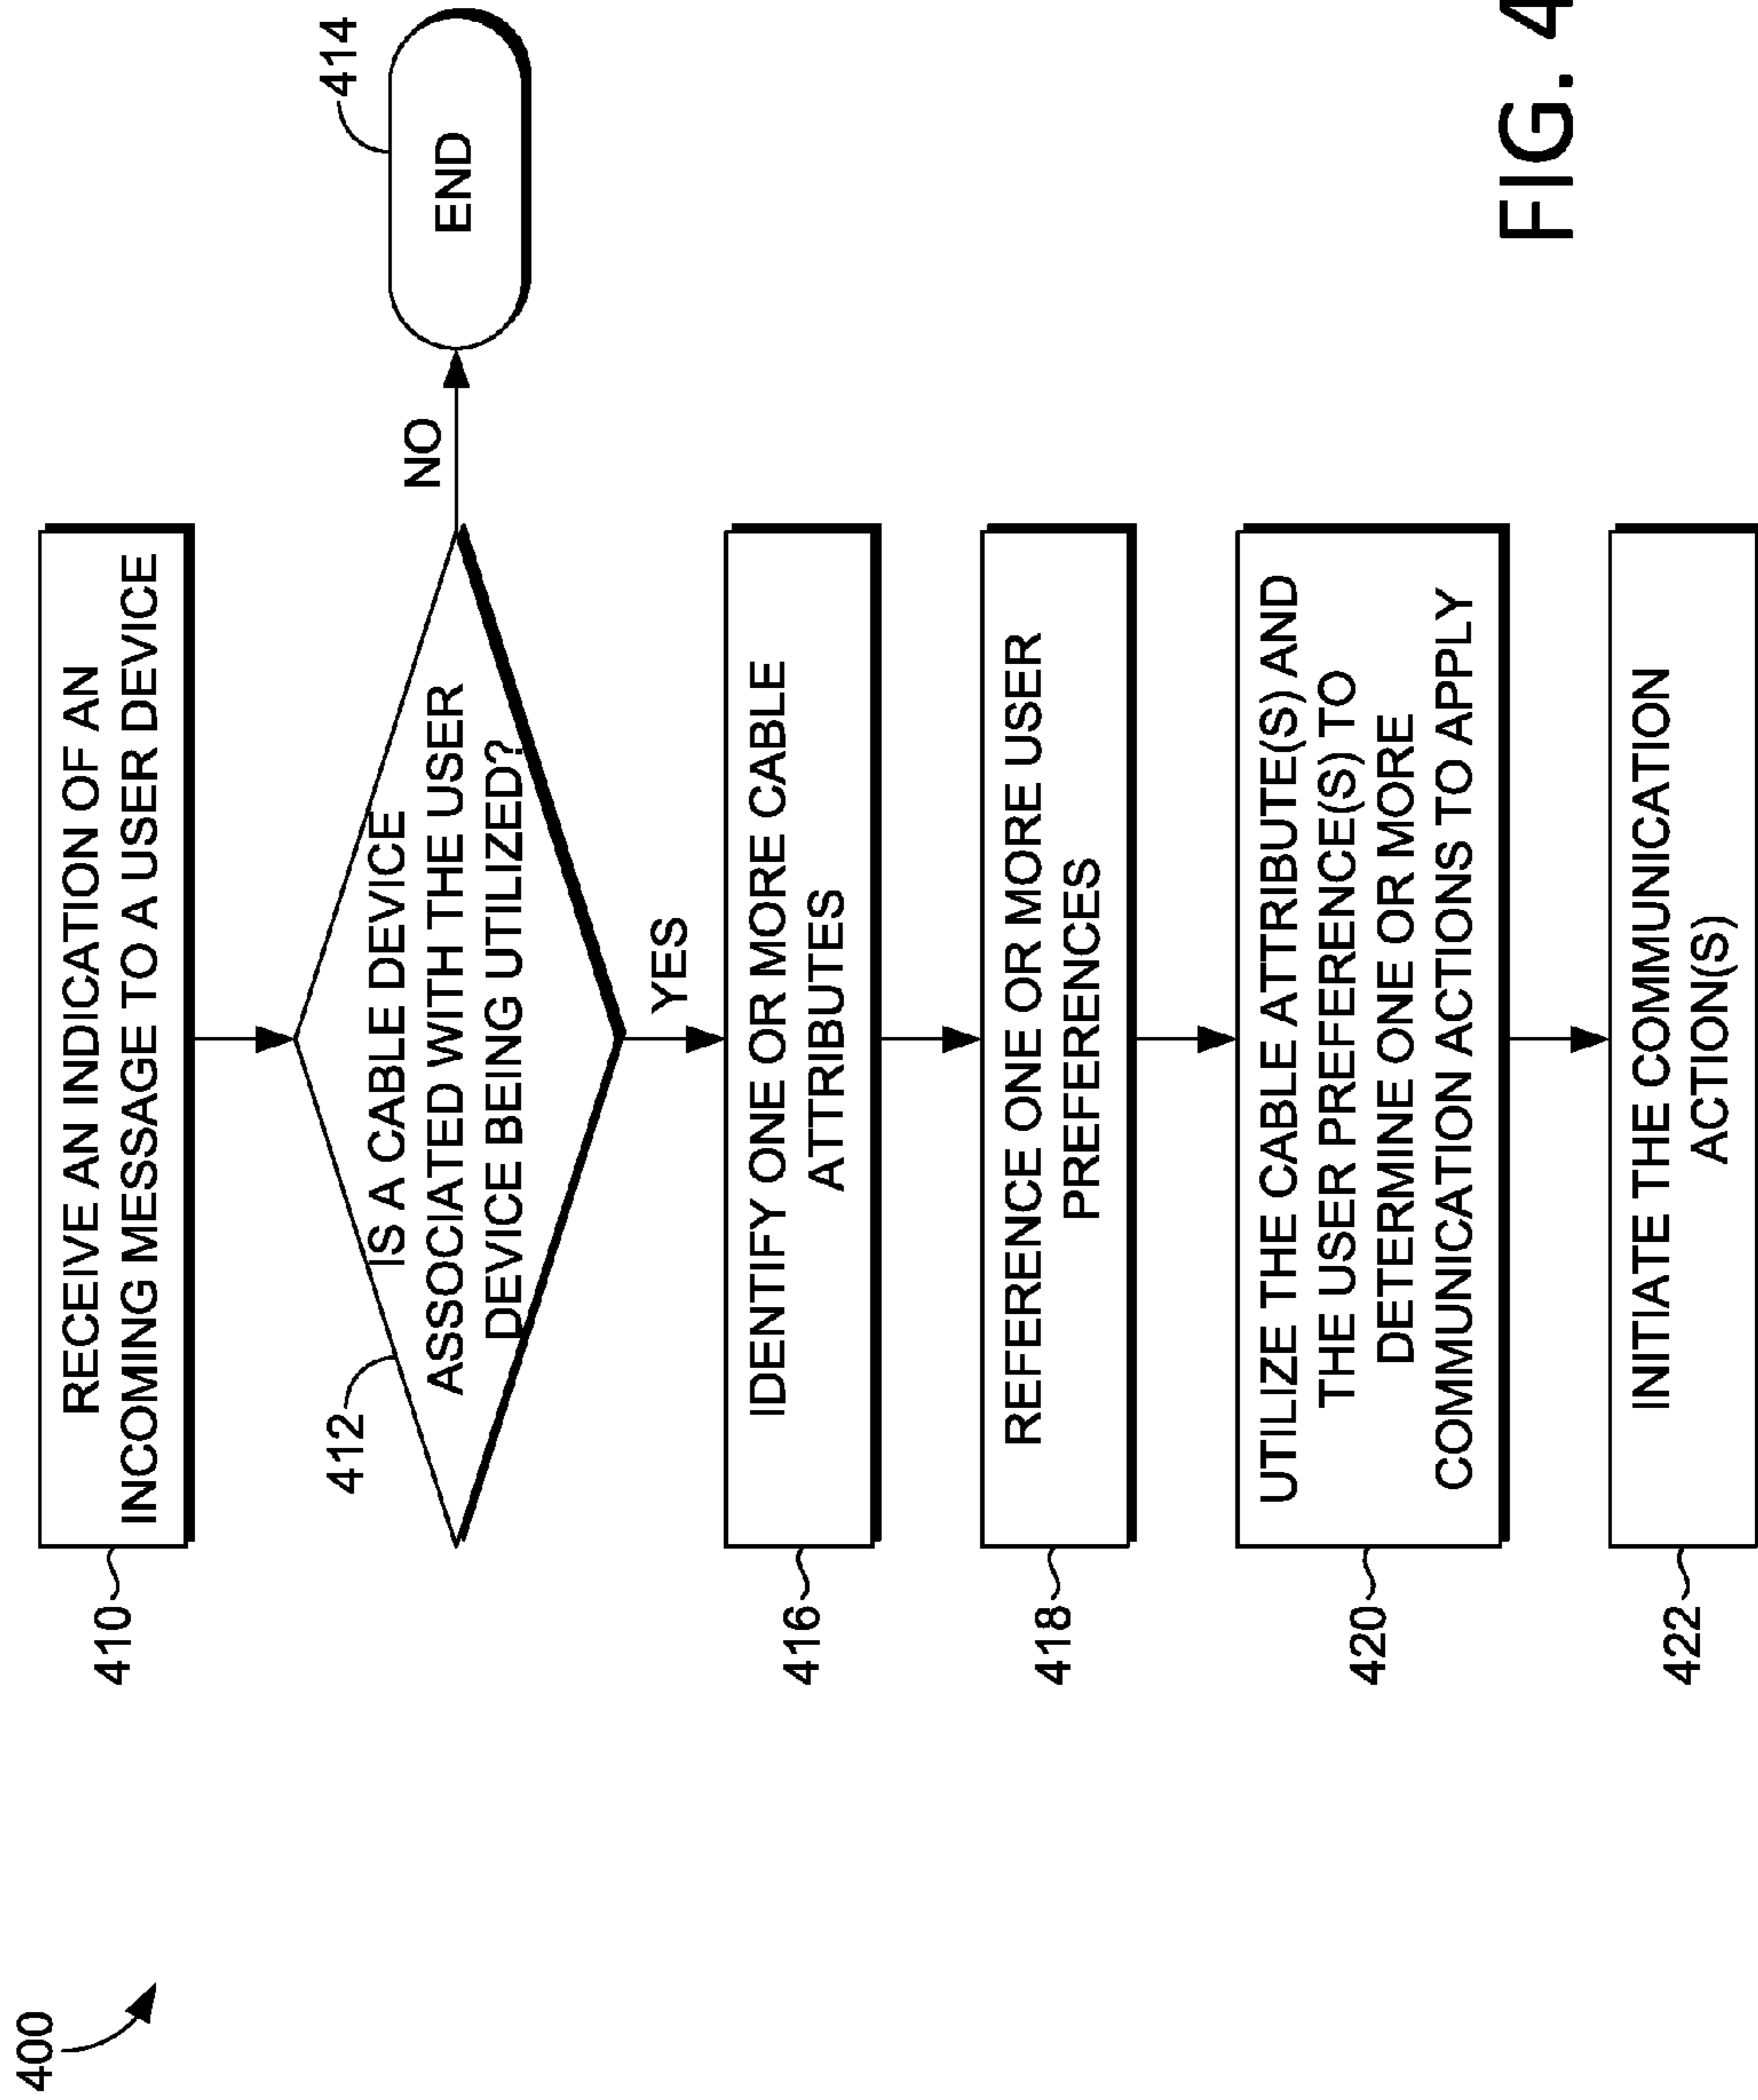 400
410
RECEIVE AN INDICATION OF AN
INCOMING MESSAGE TO A USER DEVICE
412
IS A CABLE DEVICE
ASSOCIATED WITH THE USER
DEVICE BEING UTILIZED?
NO
414
END
YES
416
IDENTIFY ONE OR MORE CABLE
ATTRIBUTES
418
REFERENCE ONE OR MORE USER
PREFERENCES
420
UTILIZE THE CABLE ATTRIBUTE(S) AND
THE USER PREFERENCE(S) TO
DETERMINE ONE OR MORE
COMMUNICATION ACTIONS TO APPLY
422
INITIATE THE COMMUNICATION
ACTION(S)
FIG. 4